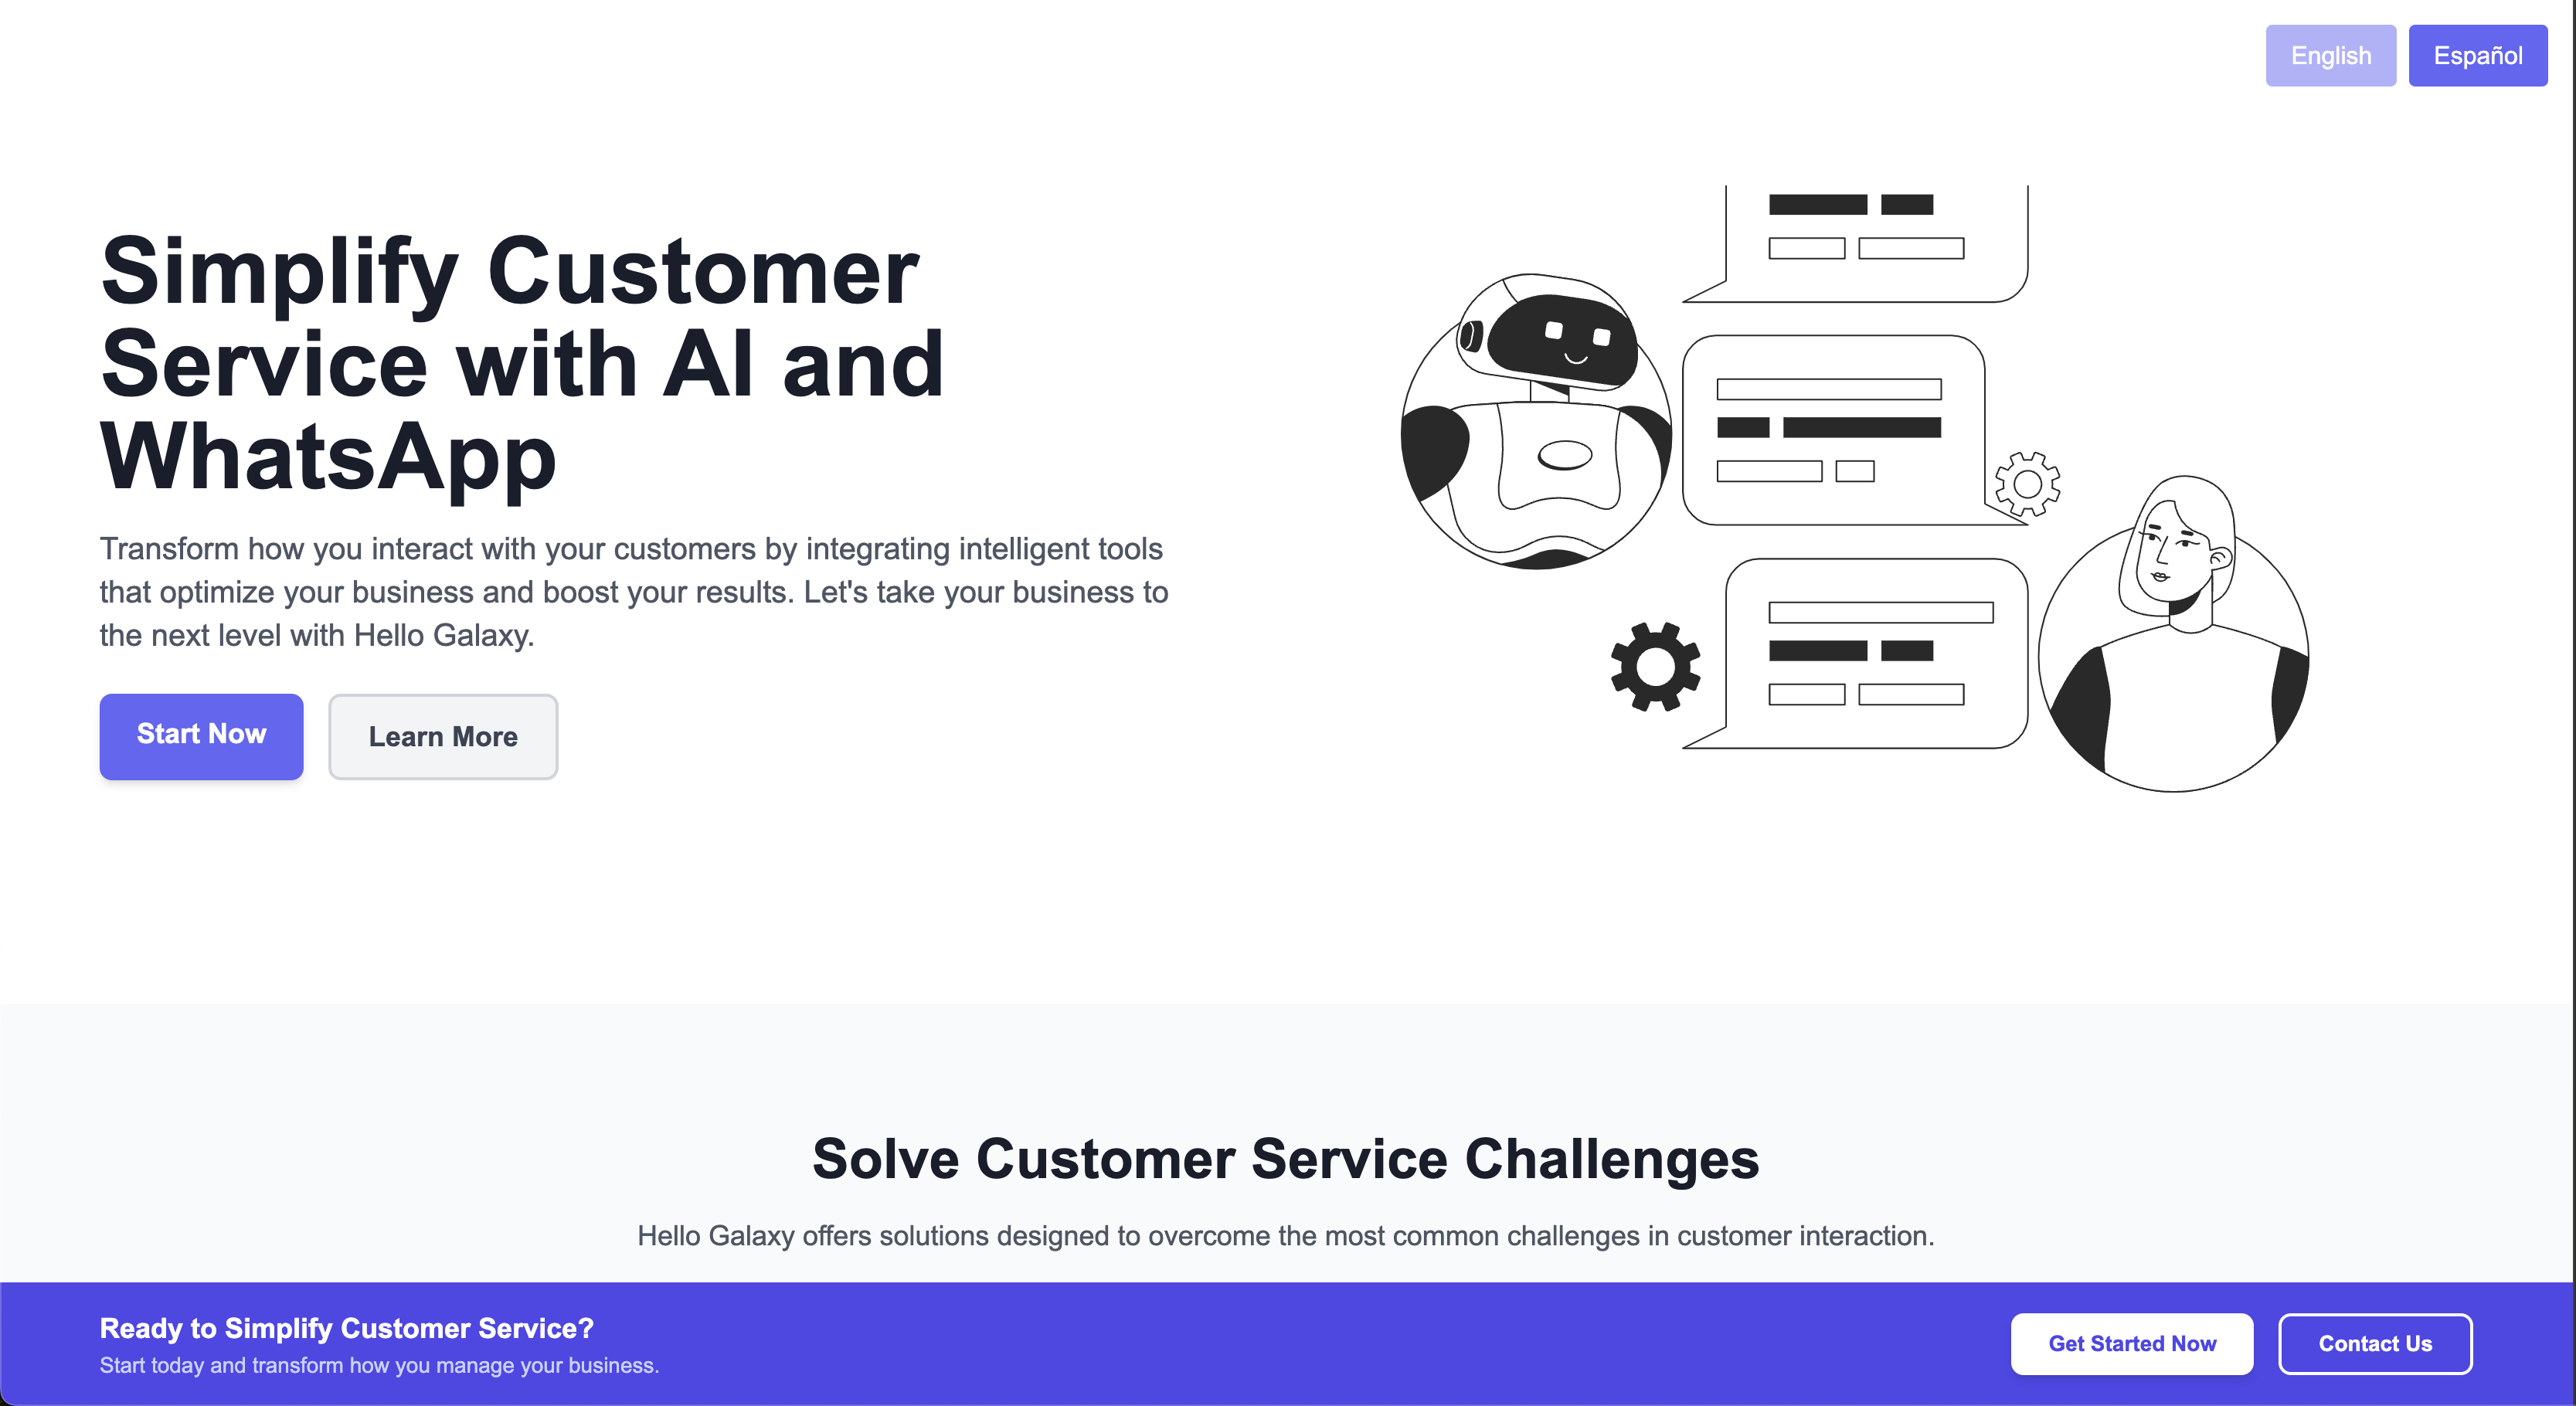 English
Español
Simplify Customer
Service with AI and
WhatsApp
Transform how you interact with your customers by integrating intelligent tools
that optimize your business and boost your results. Let's take your business to
the next level with Hello Galaxy.
Start Now
Learn More
Solve Customer Service Challenges
Hello Galaxy offers solutions designed to overcome the most common challenges in customer interaction.
Ready to Simplify Customer Service?
Start today and transform how you manage your business.
Get Started Now
Contact Us